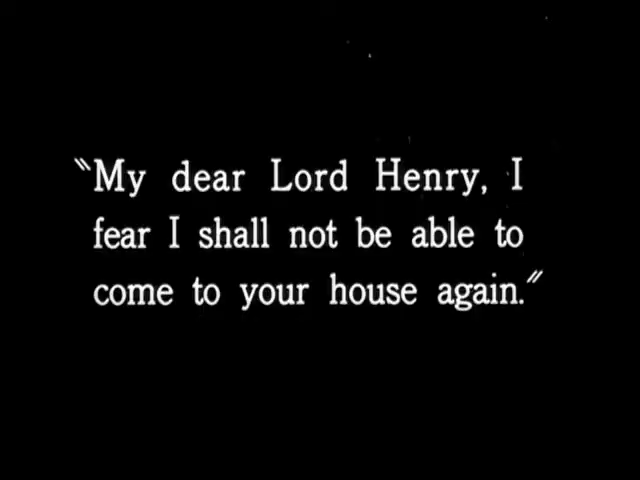 "My dear Lord Henry, I
fear I shall not be able to
come to your house again."